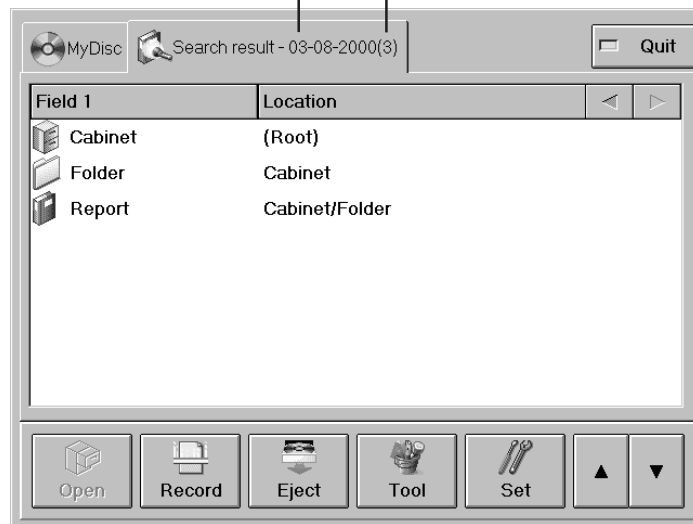 MyDisc Search result - 03-08-2000(3) Quit
Field 1 Location
Cabinet (Root)
Folder Cabinet
Report Cabinet/Folder
Open Record Eject Tool Set